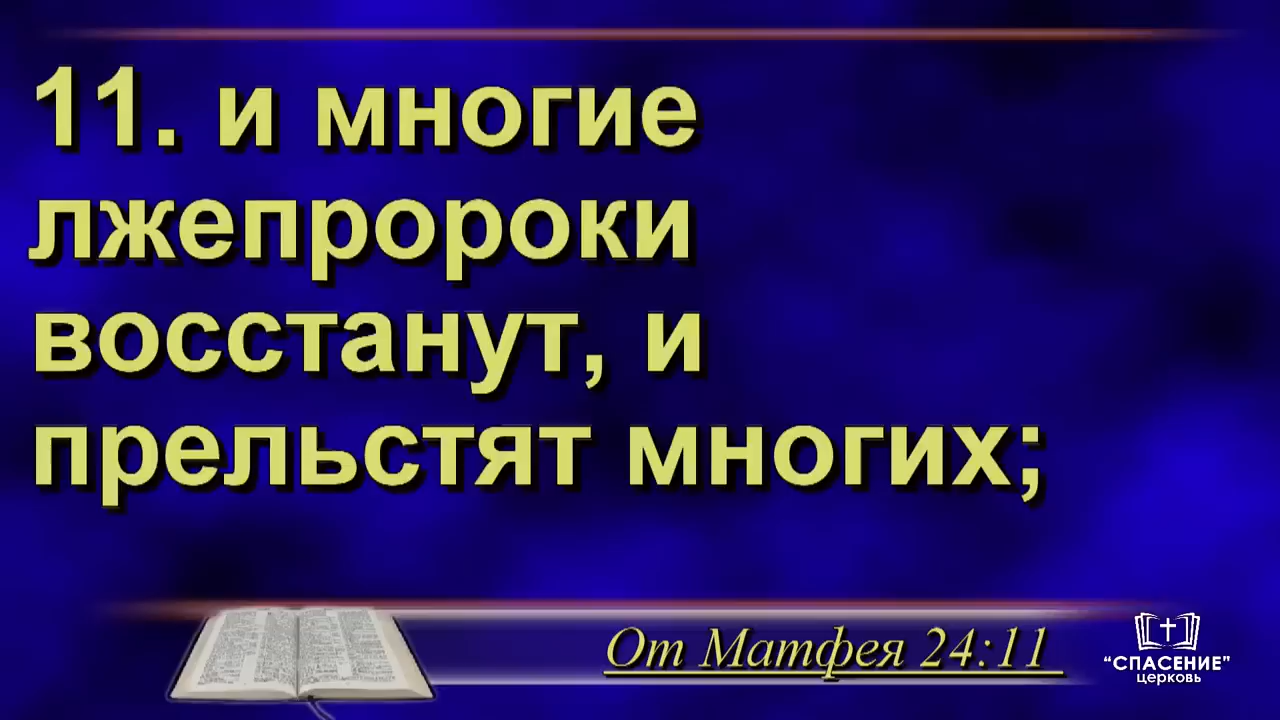 11. и многие
лжепророки
восстанут, и
прельстят многих;
От Матфея 24:11
“СПАСЕНИЕ”
церковь